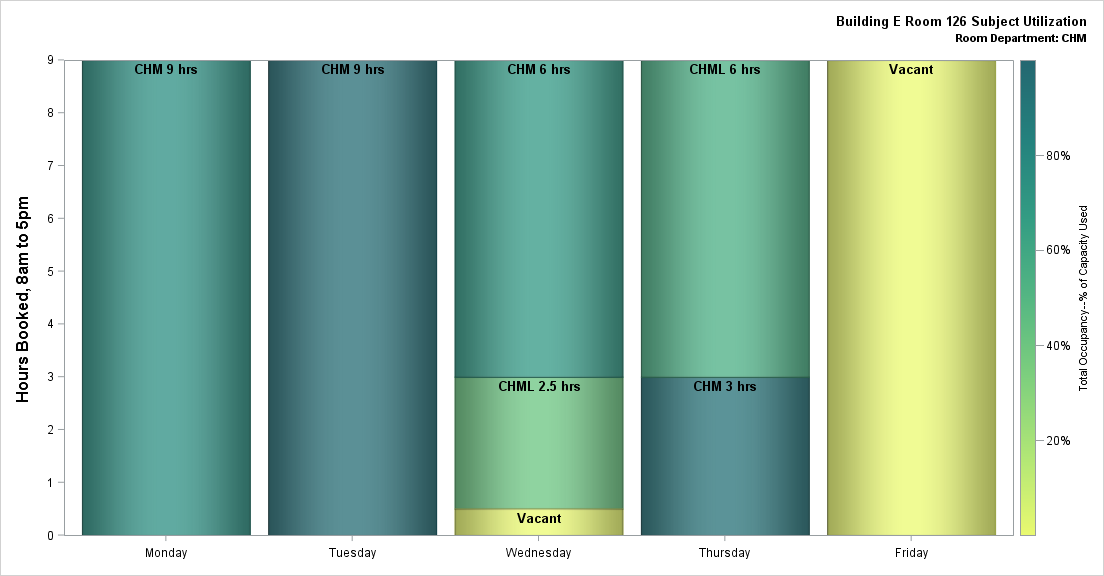 Building E Room 126 Subject Utilization
Room Department: CHM
Hours Booked, 8am to 5pm
9
8
7
6
5
4
3
2
1
0
CHM 9 hrs
CHM 9 hrs
CHM 6 hrs
CHML 2.5 hrs
Vacant
CHML 6 hrs
CHM 3 hrs
Vacant
Monday
Tuesday
Wednesday
Thursday
Friday
80%
60%
40%
20%
Total Occupancy--% of Capacity Used